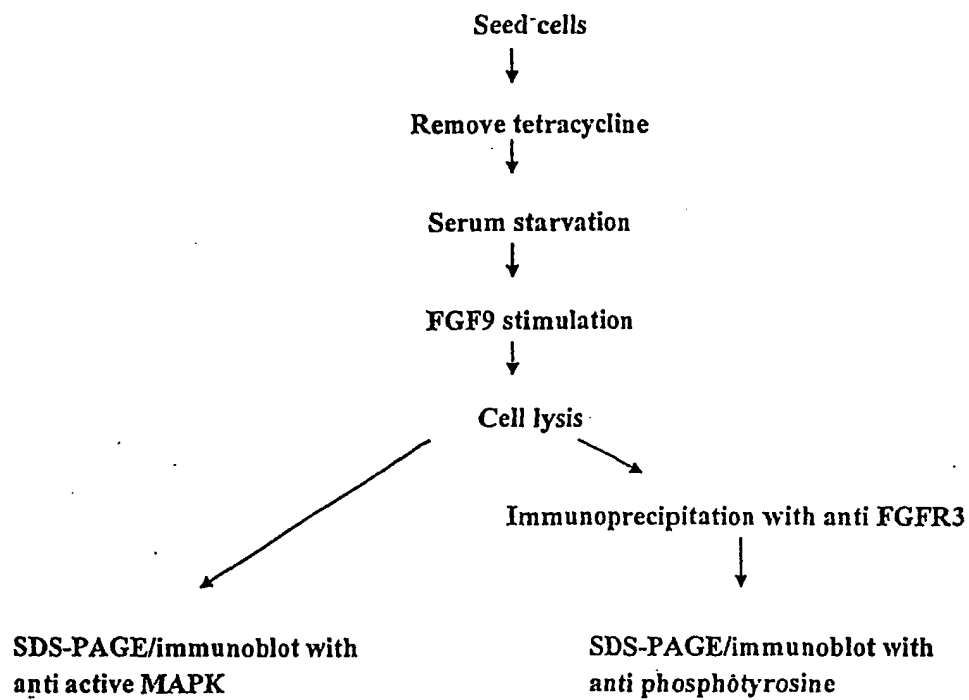 Seed cells
Remove tetracycline
Serum starvation
FGF9 stimulation
Cell lysis
Immunoprecipitation with anti FGFR3
SDS-PAGE/immunoblot with
anti active MAPK
SDS-PAGE/immunoblot with
anti phosphotyrosine